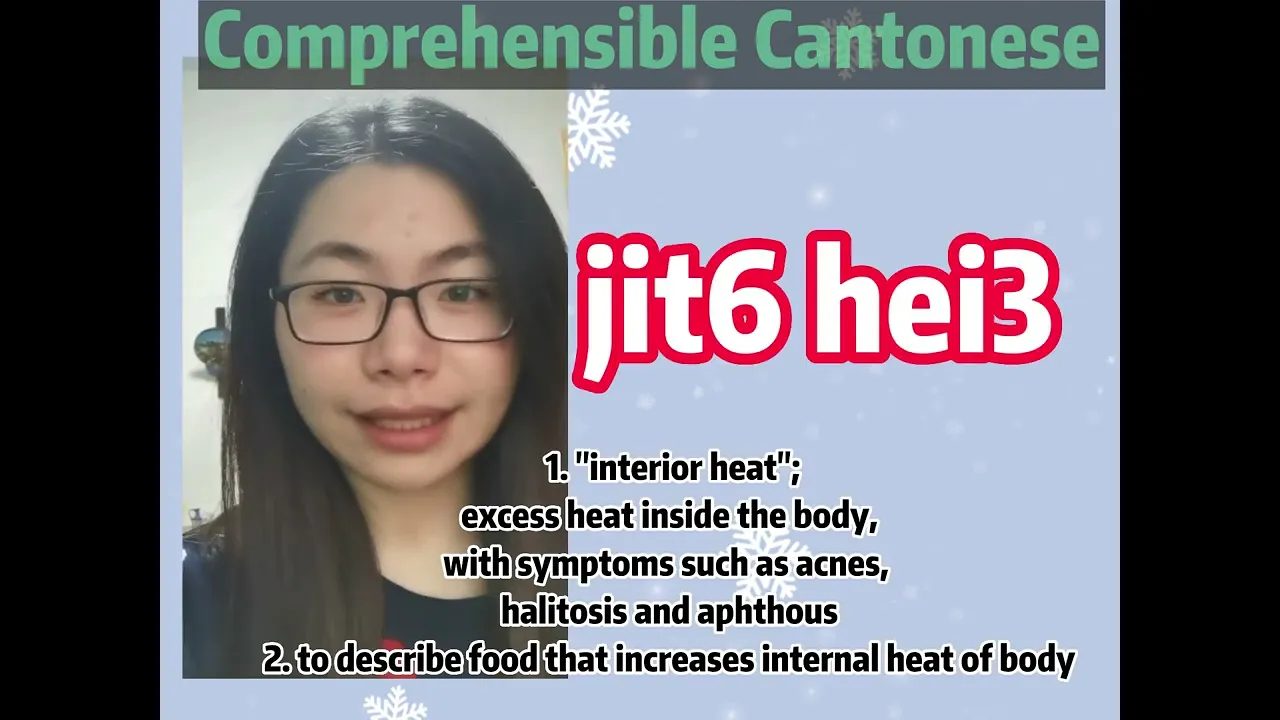 Comprehensible Cantonese
jit6 hei3
1. "interior heat";
excess heat inside the body,
with symptoms such as acnes,
halitosis and aphthous
2. to describe food that increases internal heat of body